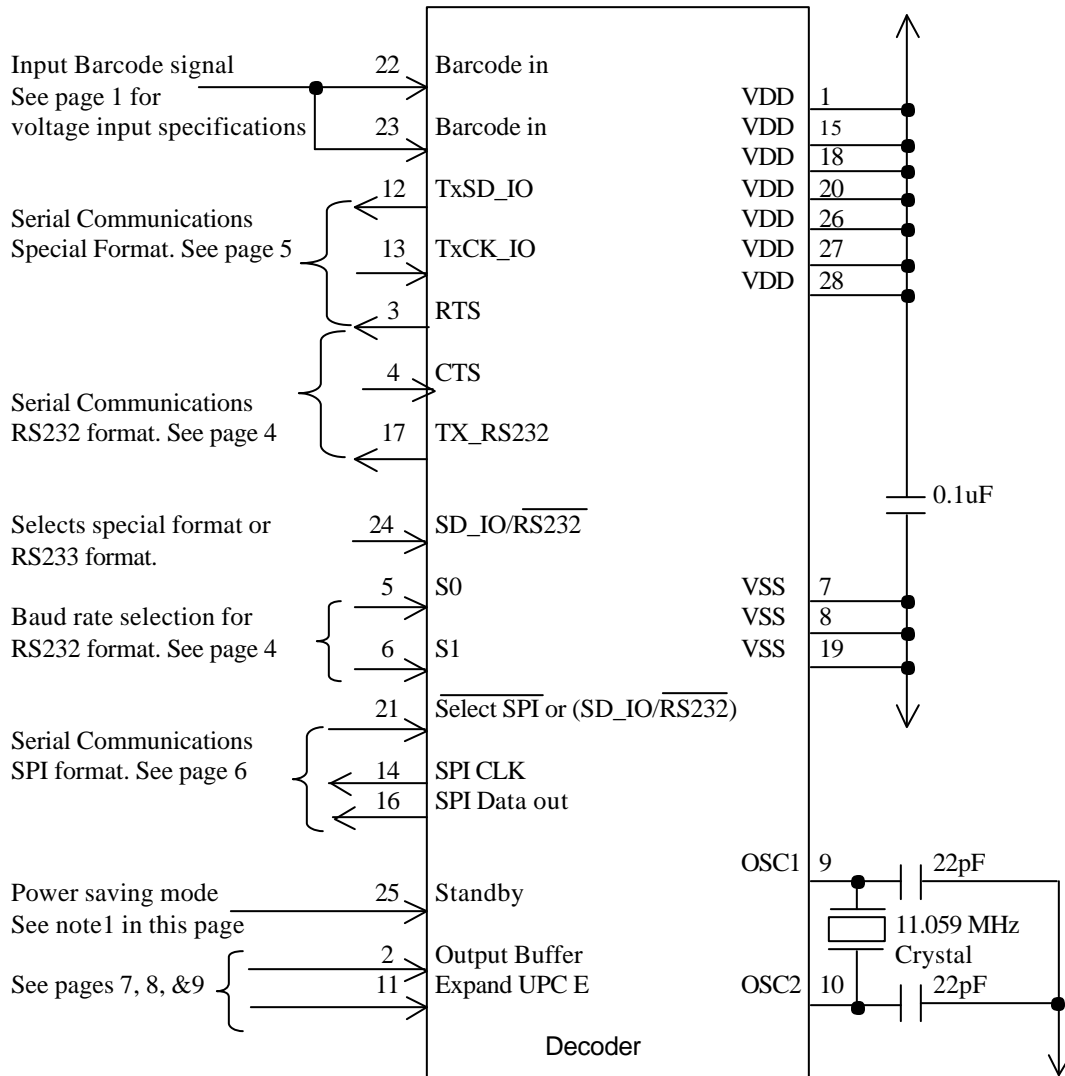 Input Barcode signal
See page 1 for
voltage input specifications
22
Barcode in
23
Barcode in
12
TxSD_IO
Serial Communications
Special Format. See page 5
13
TxCK_IO
3
RTS
4
CTS
Serial Communications
RS232 format. See page 4
17
TX_RS232
Selects special format or
RS233 format.
24
SD_IO/RS232
5
S0
Baud rate selection for
RS232 format. See page 4
6
S1
21
Select SPI or (SD_IO/RS232)
Serial Communications
SPI format. See page 6
14
SPI CLK
16
SPI Data out
Power saving mode
See note1 in this page
25
Standby
2
Output Buffer
See pages 7, 8, &9
11
Expand UPC E
Decoder
VDD 1
VDD 15
VDD 18
VDD 20
VDD 26
VDD 27
VDD 28
0.1uF
VSS 7
VSS 8
VSS 19
OSC1 9
22pF
11.059 MHz
Crystal
OSC2 10
22pF